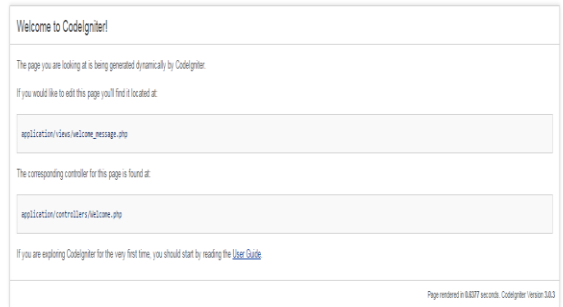 Welcome to CodeIgniter!
The page you are looking at is being generated dynamically by CodeIgniter.
If you would like to edit this page you'll find it located at:
application/views/welcome_message.php
The corresponding controller for this page is found at:
application/controllers/Welcome.php
If you are exploring CodeIgniter for the very first time, you should start by reading the User Guide
Page rendered in seconds. CodeIgniter Version